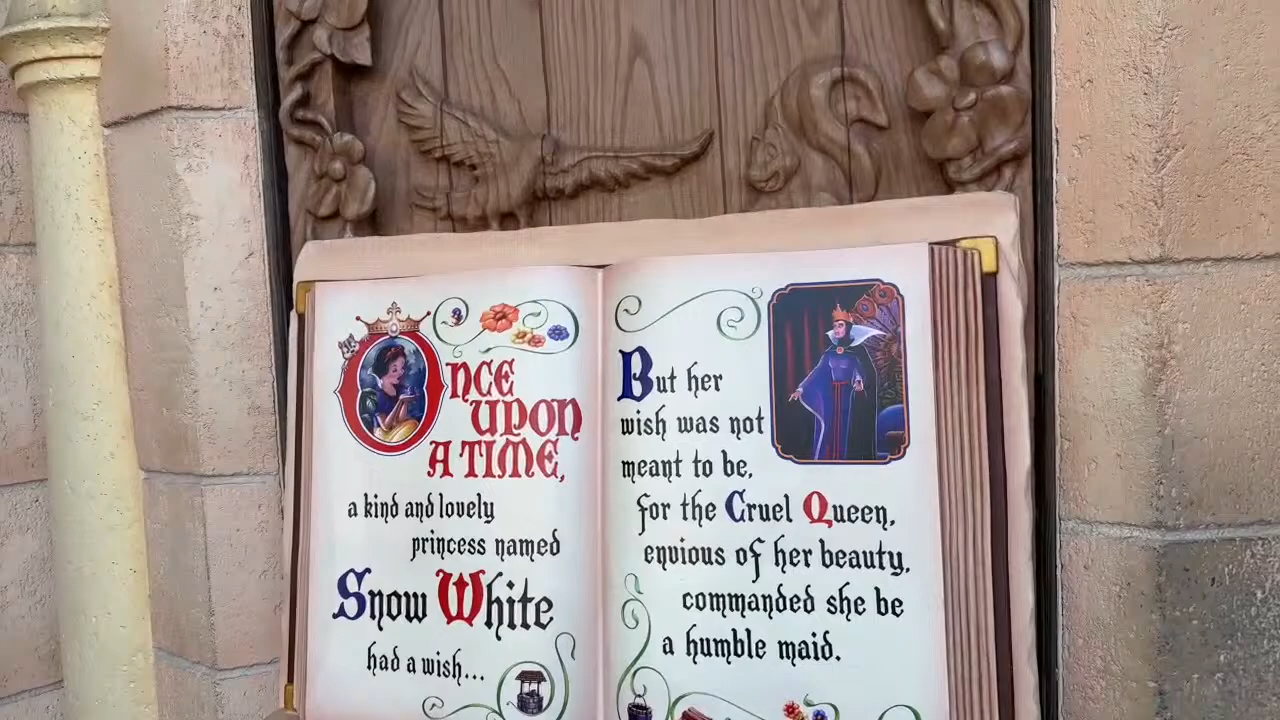 Once
upon
a time,
a kind and lovely
princess named
Snow White
had a wish...
But her
wish was not
meant to be,
for the Cruel Queen,
envious of her beauty,
commanded she be
a humble maid.